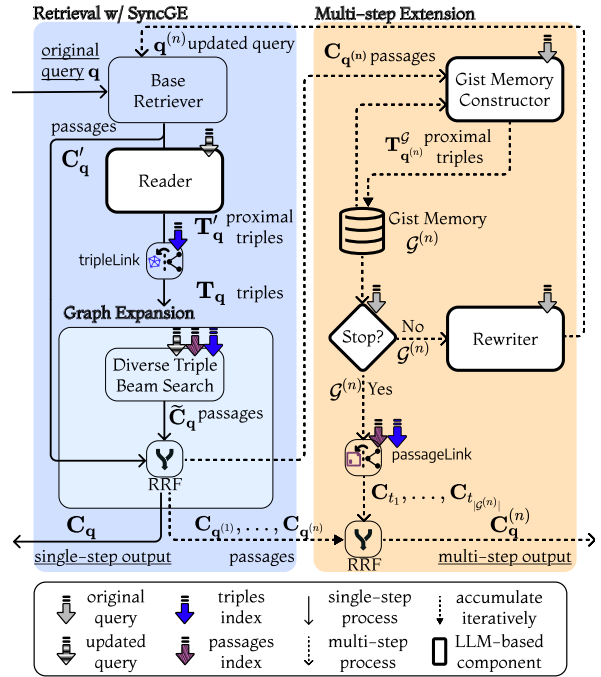 Retrieval w/ SyncGE
Multi-step Extension
q^(n) updated query
original
query q
Base
Retriever
C_q^(n) passages
Gist Memory
Constructor
passages
C′_q
Reader
T^𝒢_q^(n) proximal
triples
T′_q proximal
triples
tripleLink
Gist Memory
𝒢^(n)
T_q triples
Graph Expansion
Stop?
No
𝒢^(n)
Rewriter
Diverse Triple
Beam Search
𝒢^(n) Yes
C̃_q passages
passageLink
RRF
C_t₁, . . . , C_t_|𝒢^(n)|
C_q
C_q^(1), . . . , C_q^(n)
C_q^(n)
single-step output
passages
RRF
multi-step output
original
query
triples
index
single-step
process
accumulate
iteratively
updated
query
passages
index
multi-step
process
LLM-based
component